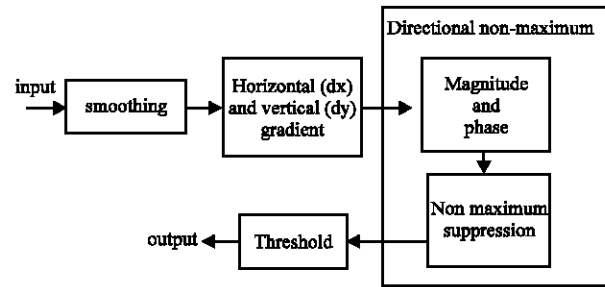 Directional non-maximum
input
smoothing
Horizontal (dx)
and vertical (dy)
gradient
Magnitude
and
phase
Non maximum
suppression
Threshold
output